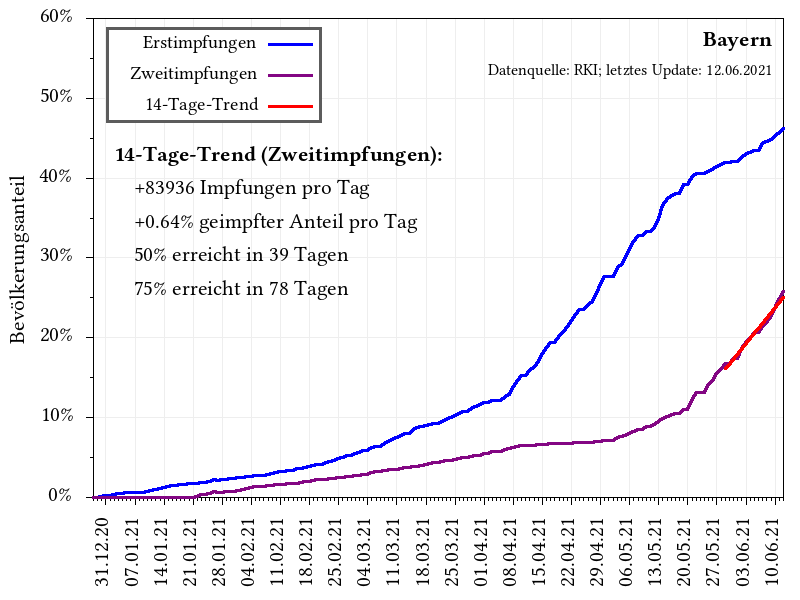 60%
50%
40%
30%
20%
10%
0%
Bevölkerungsanteil
Erstimpfungen
Zweitimpfungen
14-Tage-Trend
Bayern
Datenquelle: RKI; letztes Update: 12.06.2021
14-Tage-Trend (Zweitimpfungen):
+83936 Impfungen pro Tag
+0.64% geimpfter Anteil pro Tag
50% erreicht in 39 Tagen
75% erreicht in 78 Tagen
31.12.20
07.01.21
14.01.21
21.01.21
28.01.21
04.02.21
11.02.21
18.02.21
25.02.21
04.03.21
11.03.21
18.03.21
25.03.21
01.04.21
08.04.21
15.04.21
22.04.21
29.04.21
06.05.21
13.05.21
20.05.21
27.05.21
03.06.21
10.06.21